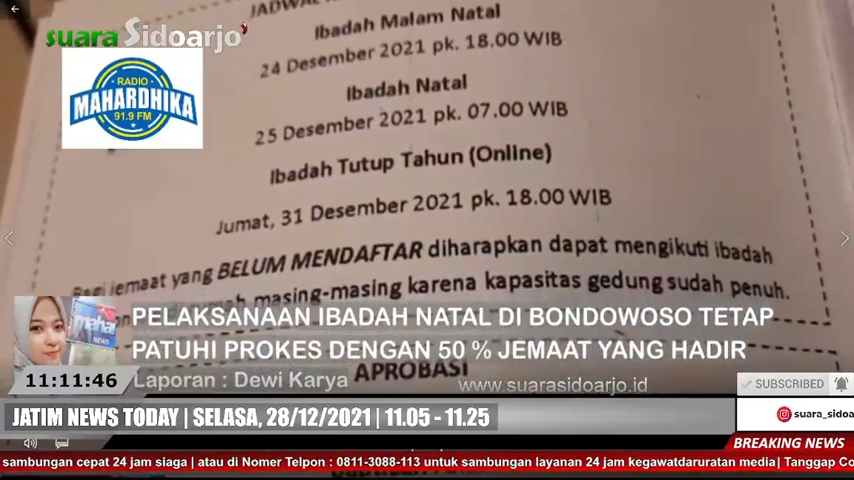 suara Sidoarjo
RADIO
MAHARDHIKA
91.9 FM
Ibadah Malam Natal
24 Desember 2021 pk. 18.00 WIB
Ibadah Natal
25 Desember 2021 pk. 07.00 WIB
Ibadah Tutup Tahun (Online)
Jumat, 31 Desember 2021 pk. 18.00 WIB
Bagi jemaat yang BELUM MENDAFTAR diharapkan dapat mengikuti ibadah
masing-masing karena kapasitas gedung sudah penuh.
PELAKSANAAN IBADAH NATAL DI BONDOWOSO TETAP
PATUHI PROKES DENGAN 50 % JEMAAT YANG HADIR
NEWS
11:11:46
Laporan : Dewi Karya
APROBASI
www.suarasidoarjo.id
SUBSCRIBED
JATIM NEWS TODAY | SELASA, 28/12/2021 | 11.05 - 11.25
suara_sidoa
BREAKING NEWS
sambungan cepat 24 jam siaga | atau di Nomer Telpon : 0811-3088-113 untuk sambungan layanan 24 jam kegawatdaruratan media| Tanggap Co